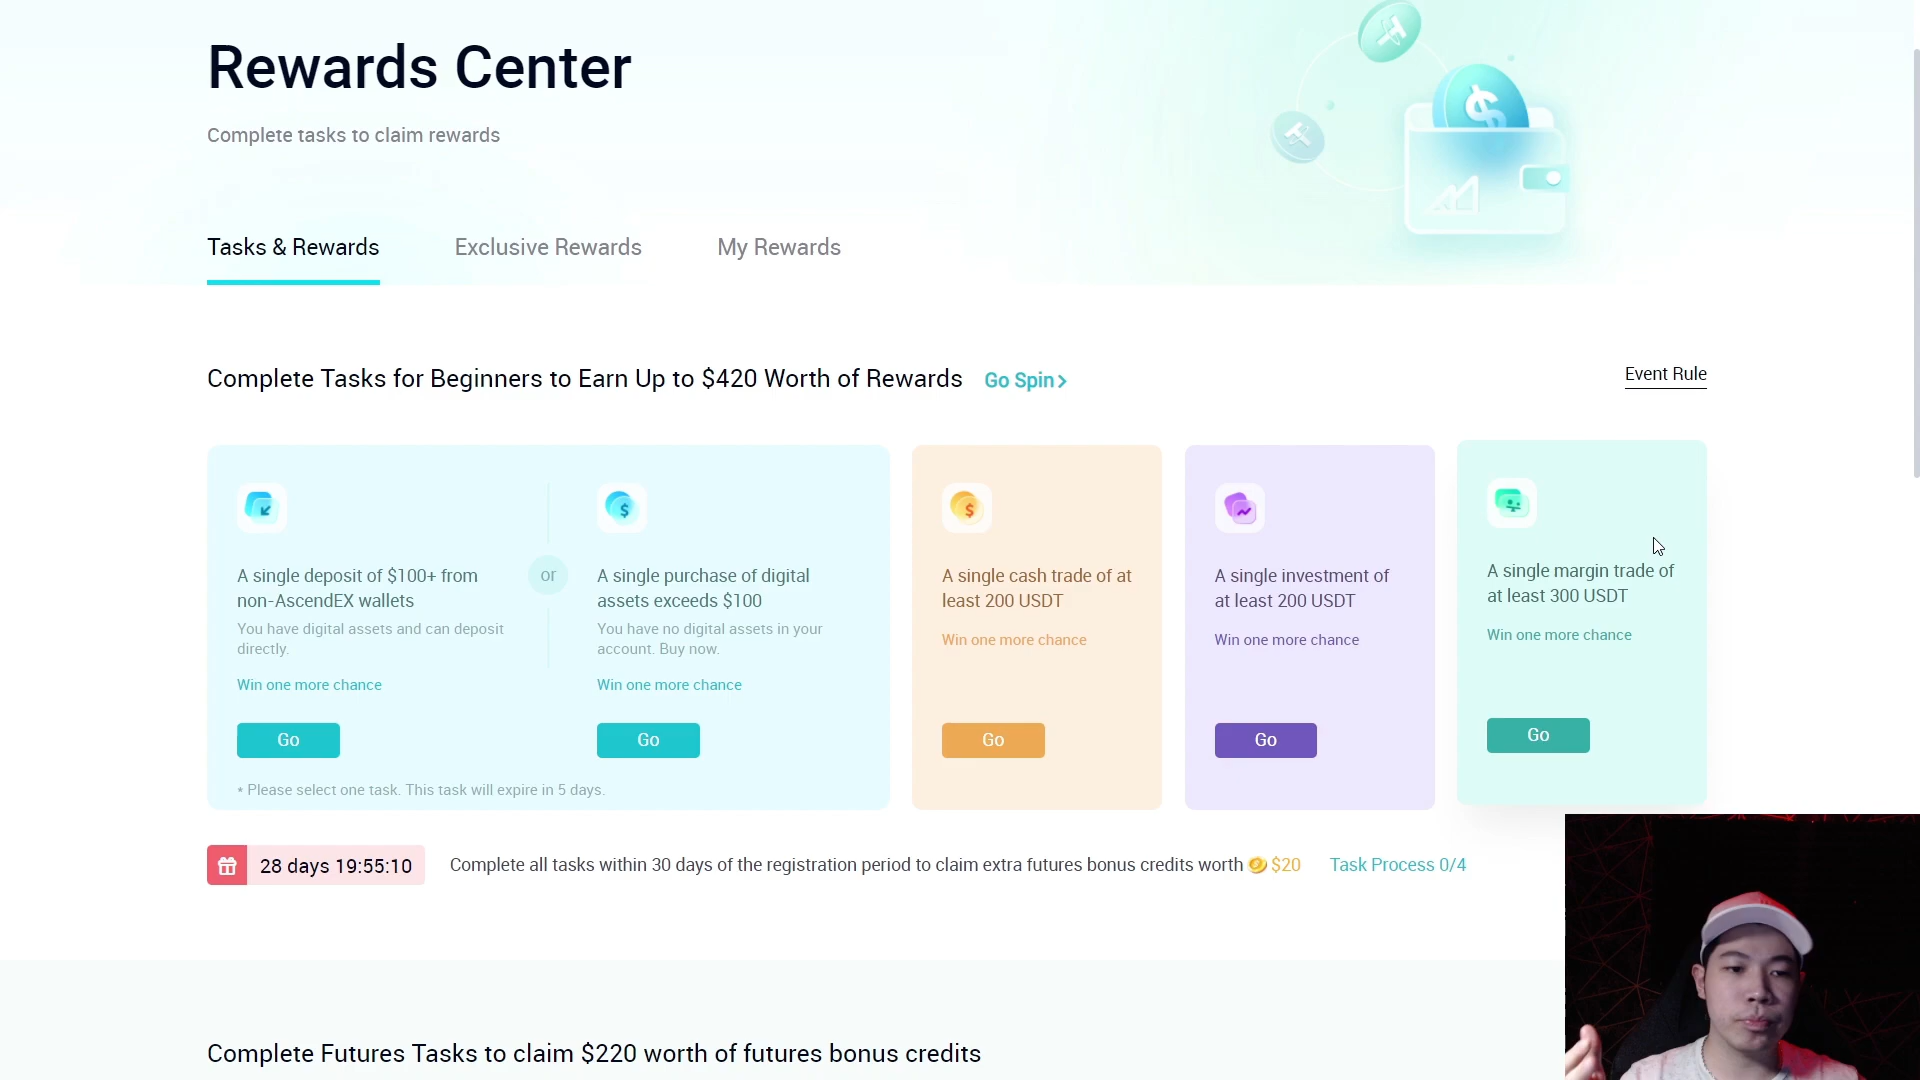 Rewards Center
Complete tasks to claim rewards
Tasks & Rewards
Exclusive Rewards
My Rewards
Complete Tasks for Beginners to Earn Up to $420 Worth of Rewards
Go Spin >
Event Rule
A single deposit of $100+ from
non-AscendEX wallets
You have digital assets and can deposit
directly.
Win one more chance
Go
or
A single purchase of digital
assets exceeds $100
You have no digital assets in your
account. Buy now.
Win one more chance
Go
* Please select one task. This task will expire in 5 days.
A single cash trade of at
least 200 USDT
Win one more chance
Go
A single investment of
at least 200 USDT
Win one more chance
Go
A single margin trade of
at least 300 USDT
Win one more chance
Go
28 days 19:55:10
Complete all tasks within 30 days of the registration period to claim extra futures bonus credits worth $20
Task Process 0/4
Complete Futures Tasks to claim $220 worth of futures bonus credits